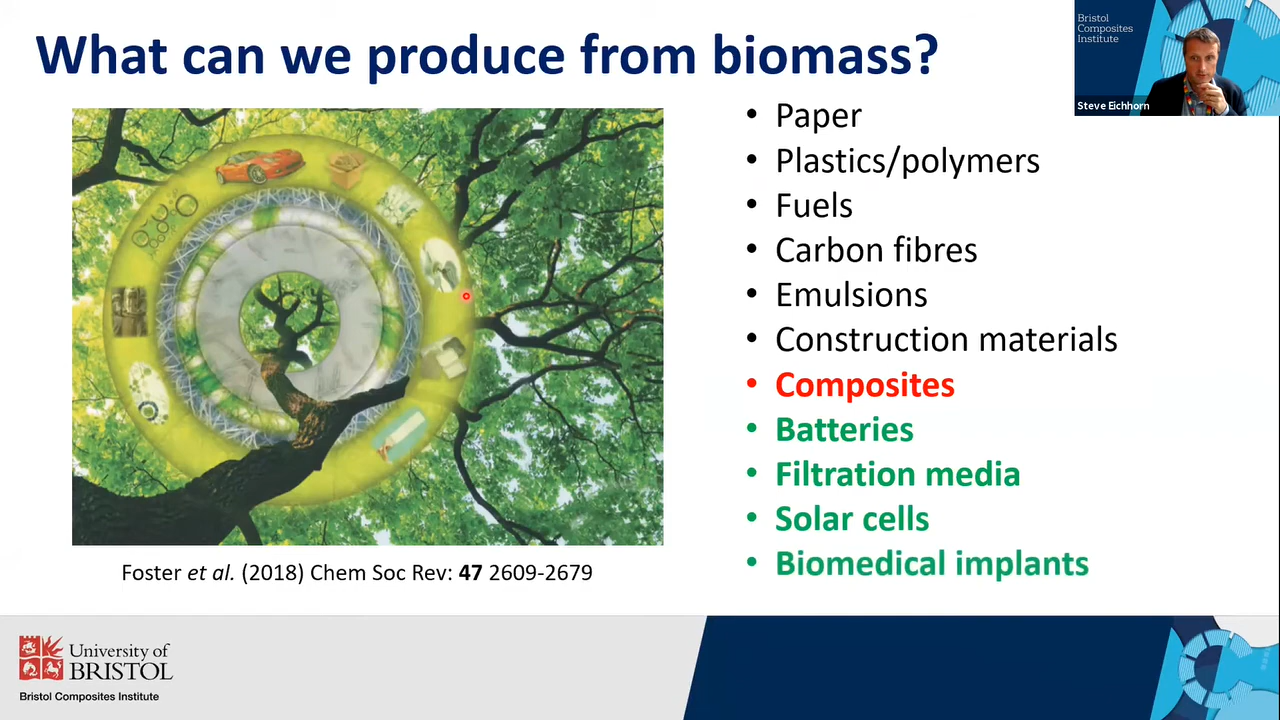 What can we produce from biomass?
Bristol
Composites
Institute
Steve Eichhorn
• Paper
• Plastics/polymers
• Fuels
• Carbon fibres
• Emulsions
• Construction materials
• Composites
• Batteries
• Filtration media
• Solar cells
• Biomedical implants
Foster et al. (2018) Chem Soc Rev: 47 2609-2679
University of
BRISTOL
Bristol Composites Institute